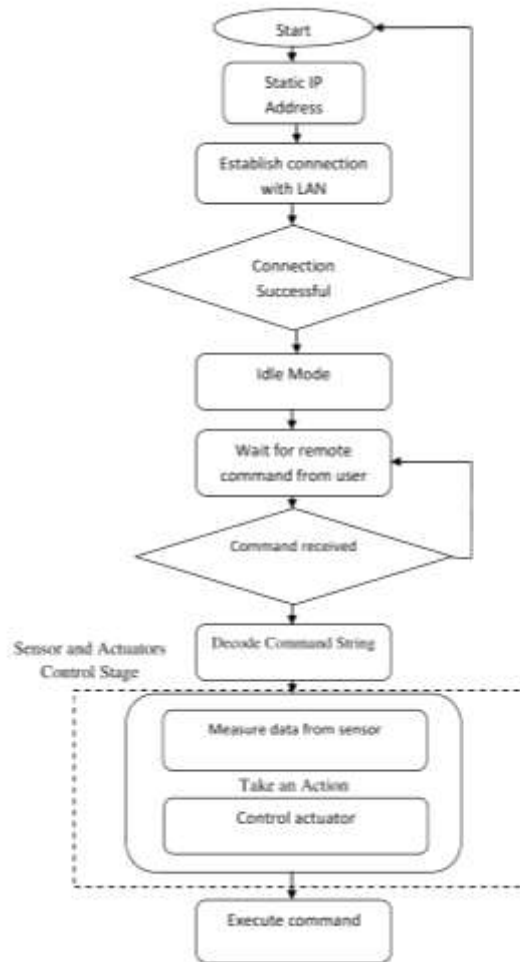 Start
Static IP
Address
Establish connection
with LAN
Connection
Successful
Idle Mode
Wait for remote
command from user
Command received
Decode Command String
Sensor and Actuators
Control Stage
Measure data from sensor
Take an Action
Control actuator
Execute command